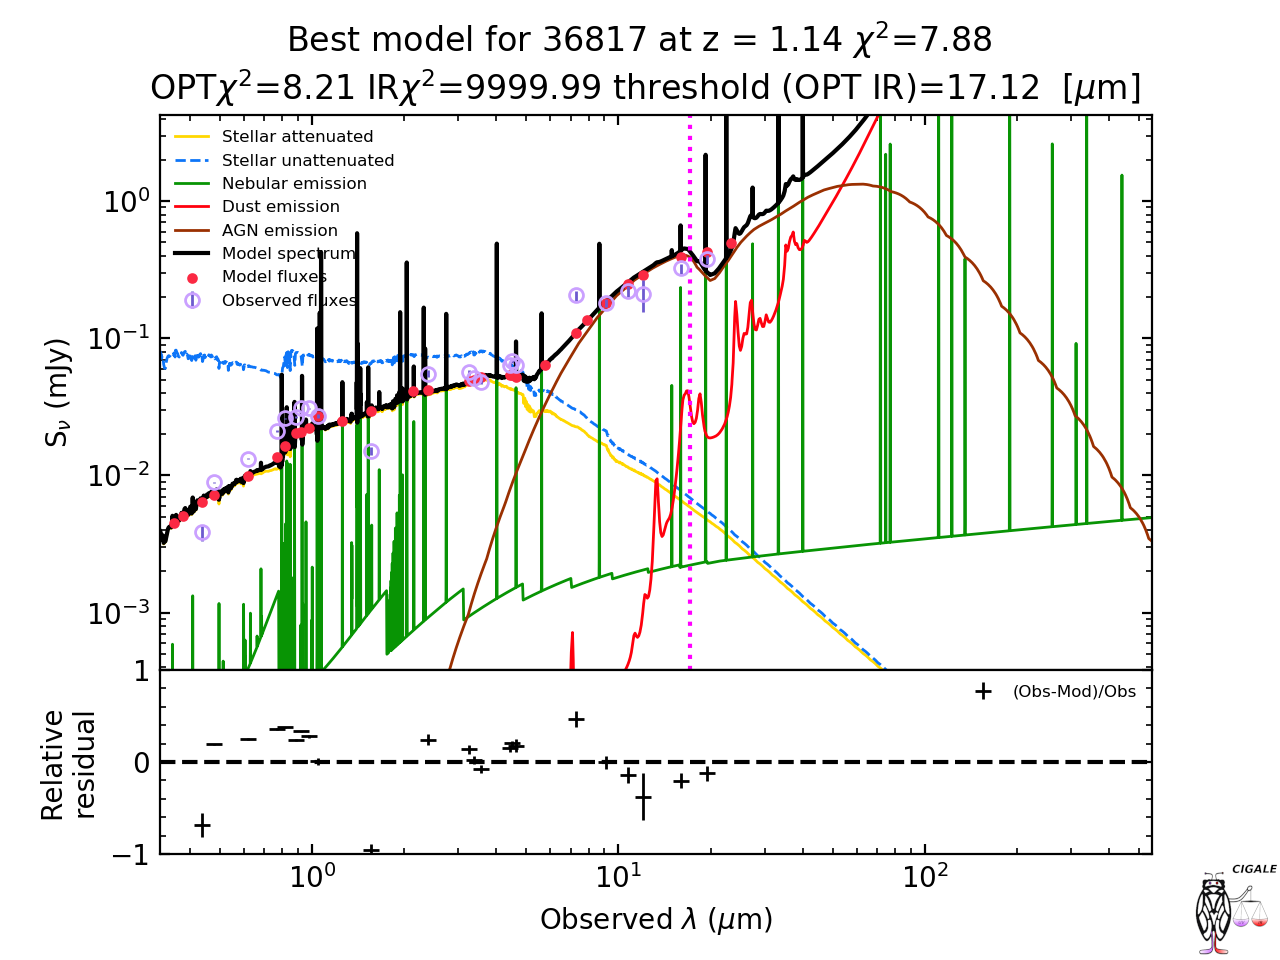 Best model for 36817 at z = 1.14 χ²=7.88
OPTχ²=8.21 IRχ²=9999.99 threshold (OPT IR)=17.12 [μm]
Stellar attenuated
Stellar unattenuated
Nebular emission
Dust emission
AGN emission
Model spectrum
Model fluxes
Observed fluxes
10⁰
10⁻¹
10⁻²
10⁻³
S_ν (mJy)
1
0
−1
Relative
residual
(Obs-Mod)/Obs
10⁰ 10¹ 10²
Observed λ (μm)
CIGALE